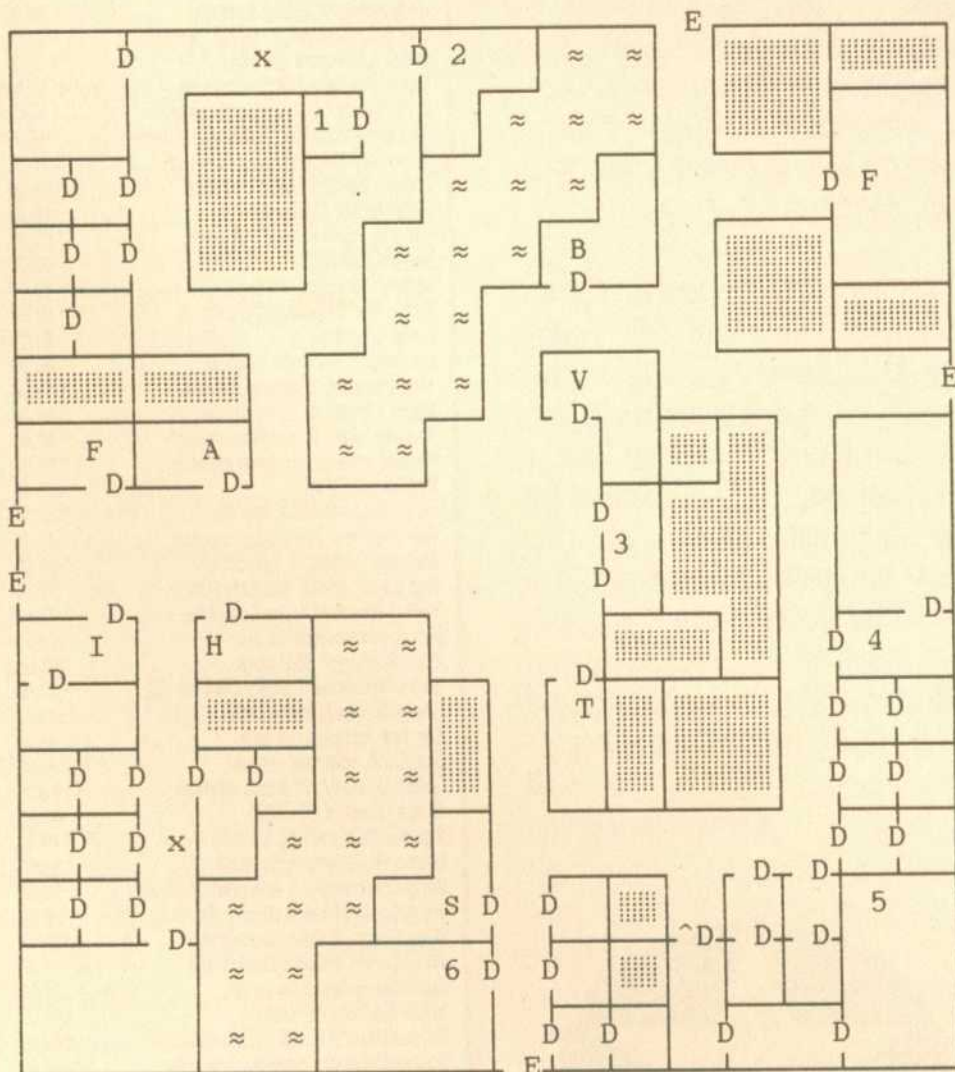 E
D x D 2 ≈ ≈
1 D ≈ ≈ ≈
D D ≈ ≈ ≈ D F
D D ≈ ≈ ≈ B
D
D ≈ ≈
≈ ≈ ≈ V E
D
F A ≈ ≈
D D
E D
3
E D
D D D
I H ≈ ≈ D 4
D D
≈ ≈ T D D
D D D D ≈ ≈ D D
D D x ≈ ≈ D D
D D
D D ≈ ≈ ≈ S D D 5
D ^D D D
≈ ≈ 6 D D
≈ ≈ D D D D
E